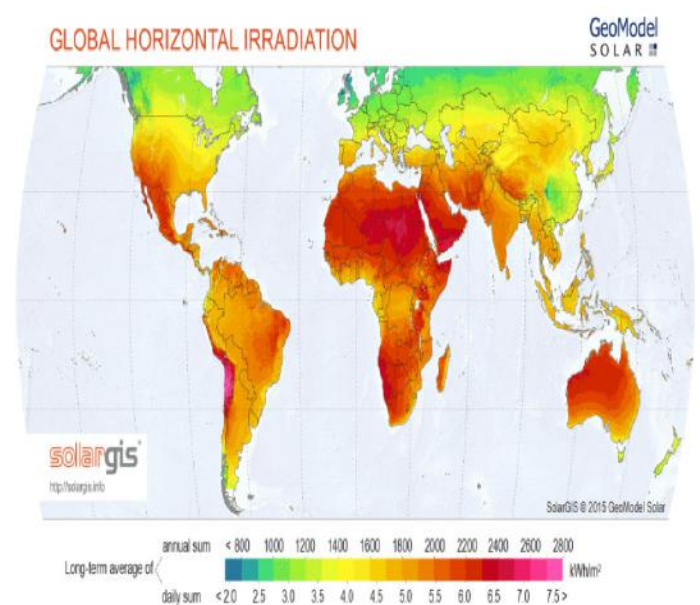 GLOBAL HORIZONTAL IRRADIATION
GeoModel
SOLAR
solargis
http://solargis.info
SolarGIS © 2015 GeoModel Solar
annual sum < 800 1000 1200 1400 1600 1800 2000 2200 2400 2600 2800
Long-term average of kWh/m²
daily sum < 2.0 2.5 3.0 3.5 4.0 4.5 5.0 5.5 6.0 6.5 7.0 7.5 >